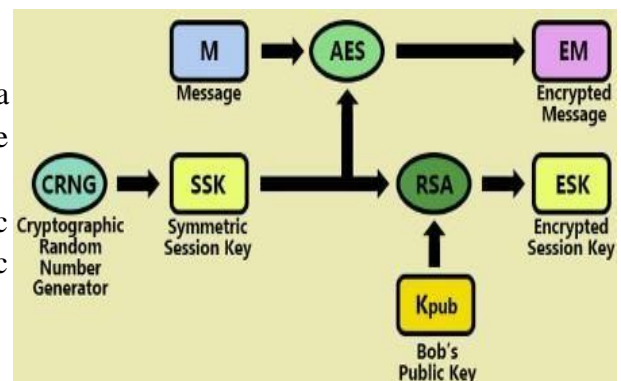 M
Message
AES
EM
Encrypted
Message
a
e
CRNG
Cryptographic
Random
Number
Generator
SSK
Symmetric
Session Key
RSA
ESK
Encrypted
Session Key
c
c
Kpub
Bob's
Public Key